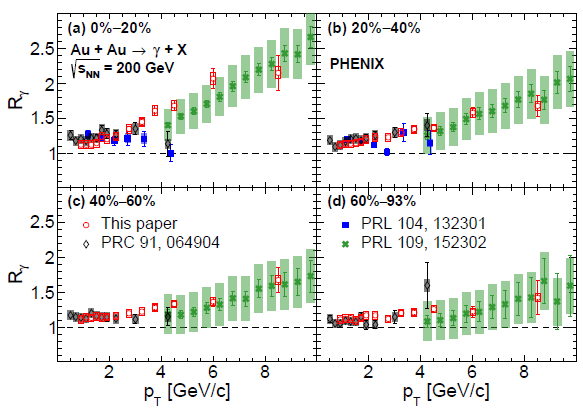 (a) 0%–20%
Au + Au → γ + X
√sNN = 200 GeV
(b) 20%–40%
PHENIX
Rγ
2.5
2
1.5
1
(c) 40%–60%
This paper
PRC 91, 064904
(d) 60%–93%
PRL 104, 132301
PRL 109, 152302
Rγ
2.5
2
1.5
1
2 4 6 8 2 4 6 8
pT [GeV/c] pT [GeV/c]